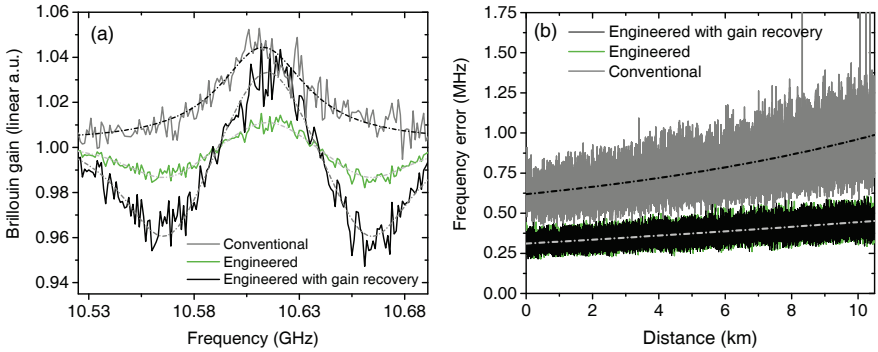 (a)
1.06
1.04
1.02
1.00
0.98
0.96
0.94
Brillouin gain (linear a.u.)
Conventional
Engineered
Engineered with gain recovery
10.53
10.58
10.63
10.68
Frequency (GHz)
(b)
1.75
1.50
1.25
1.00
0.75
0.50
0.25
0.00
Frequency error (MHz)
Engineered with gain recovery
Engineered
Conventional
0
2
4
6
8
10
Distance (km)